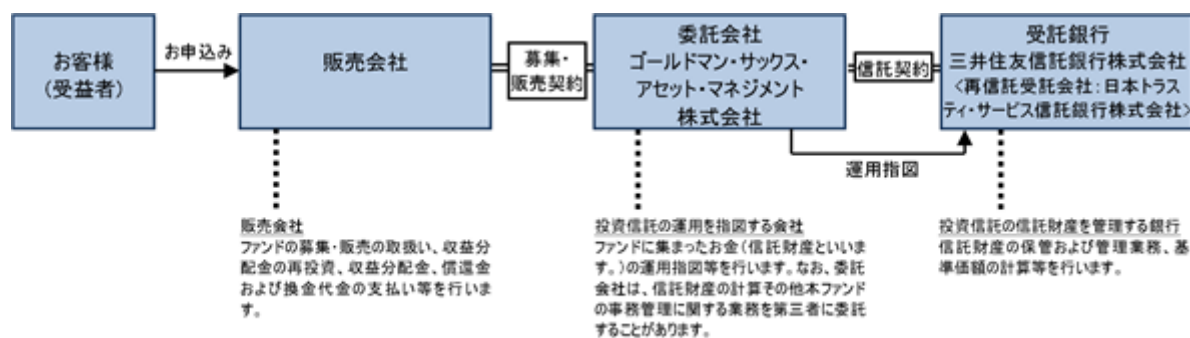 お客様
(受益者)
お申込み
販売会社
募集・
販売契約
委託会社
ゴールドマン・サックス・
アセット・マネジメント
株式会社
信託契約
受託銀行
三井住友信託銀行株式会社
<再信託受託会社：日本トラス
ティ・サービス信託銀行株式会社>
運用指図
販売会社
ファンドの募集・販売の取扱い、収益分
配金の再投資、収益分配金、償還金
および換金代金の支払い等を行いま
す。
投資信託の運用を指図する会社
ファンドに集まったお金(信託財産といいま
す。)の運用指図等を行います。なお、委託
会社は、信託財産の計算その他本ファンド
の事務管理に関する業務を第三者に委託
することがあります。
投資信託の信託財産を管理する銀行
信託財産の保管および管理業務、基
準価額の計算等を行います。